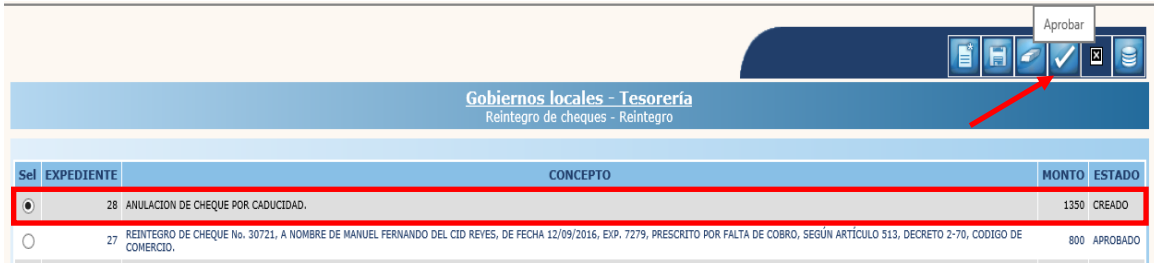 Aprobar
Gobiernos locales - Tesorería
Reintegro de cheques - Reintegro
Sel EXPEDIENTE CONCEPTO MONTO ESTADO
28 ANULACION DE CHEQUE POR CADUCIDAD. 1350 CREADO
27 REINTEGRO DE CHEQUE No. 30721, A NOMBRE DE MANUEL FERNANDO DEL CID REYES, DE FECHA 12/09/2016, EXP. 7279, PRESCRITO POR FALTA DE COBRO, SEGÚN ARTÍCULO 513, DECRETO 2-70, CODIGO DE 800 APROBADO
COMERCIO.